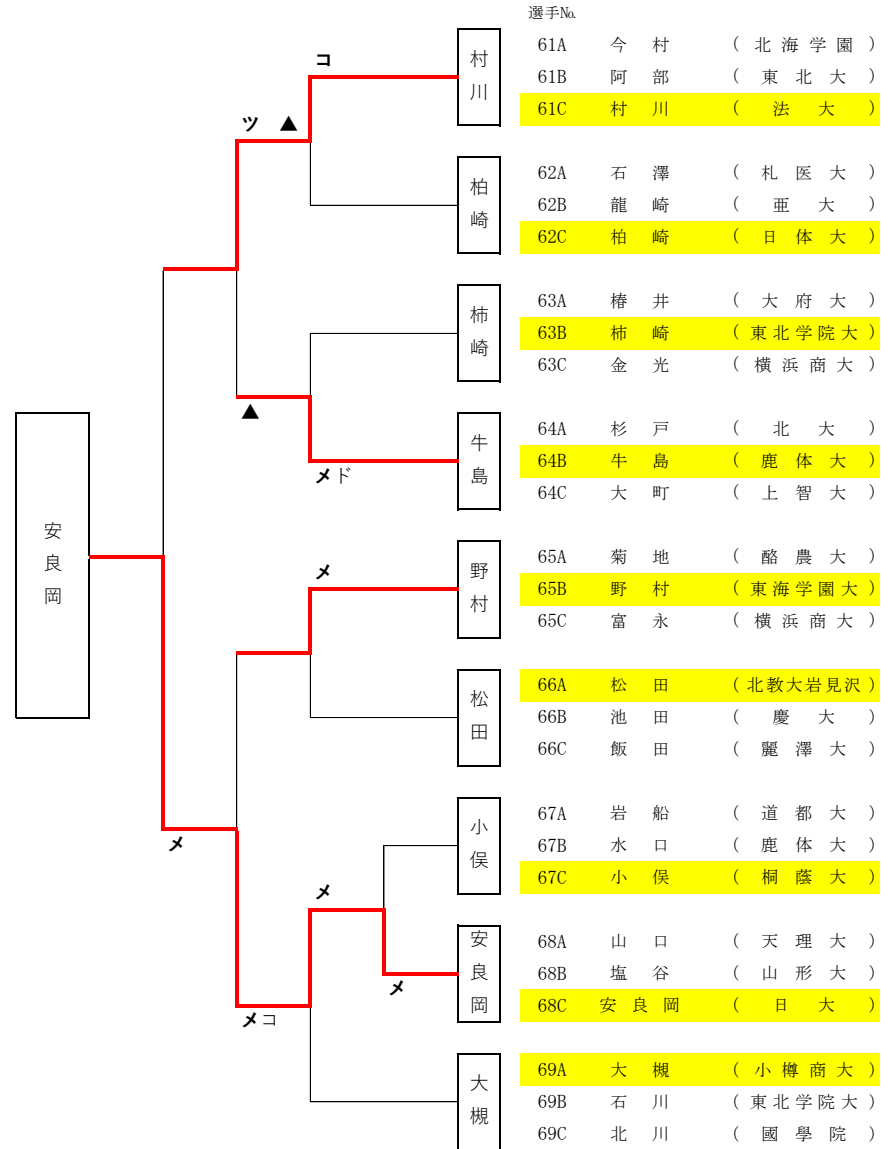 選手№
61A 今村 (北海学園)
61B 阿部 (東北大)
61C 村川 (法大)
62A 石澤 (札医大)
62B 龍崎 (亜大)
62C 柏崎 (日体大)
63A 椿井 (大府大)
63B 柿崎 (東北学院大)
63C 金光 (横浜商大)
64A 杉戸 (北大)
64B 牛島 (鹿体大)
64C 大町 (上智大)
65A 菊地 (酪農大)
65B 野村 (東海学園大)
65C 富永 (横浜商大)
66A 松田 (北教大岩見沢)
66B 池田 (慶大)
66C 飯田 (麗澤大)
67A 岩船 (道都大)
67B 水口 (鹿体大)
67C 小俣 (桐蔭大)
68A 山口 (天理大)
68B 塩谷 (山形大)
68C 安良岡 (日大)
69A 大槻 (小樽商大)
69B 石川 (東北学院大)
69C 北川 (國學院)
村川
柏崎
柿崎
牛島
野村
松田
小俣
安良岡
大槻
コ
ツ ▲
▲
メド
メ
メ
メ
メ
メコ
安良岡